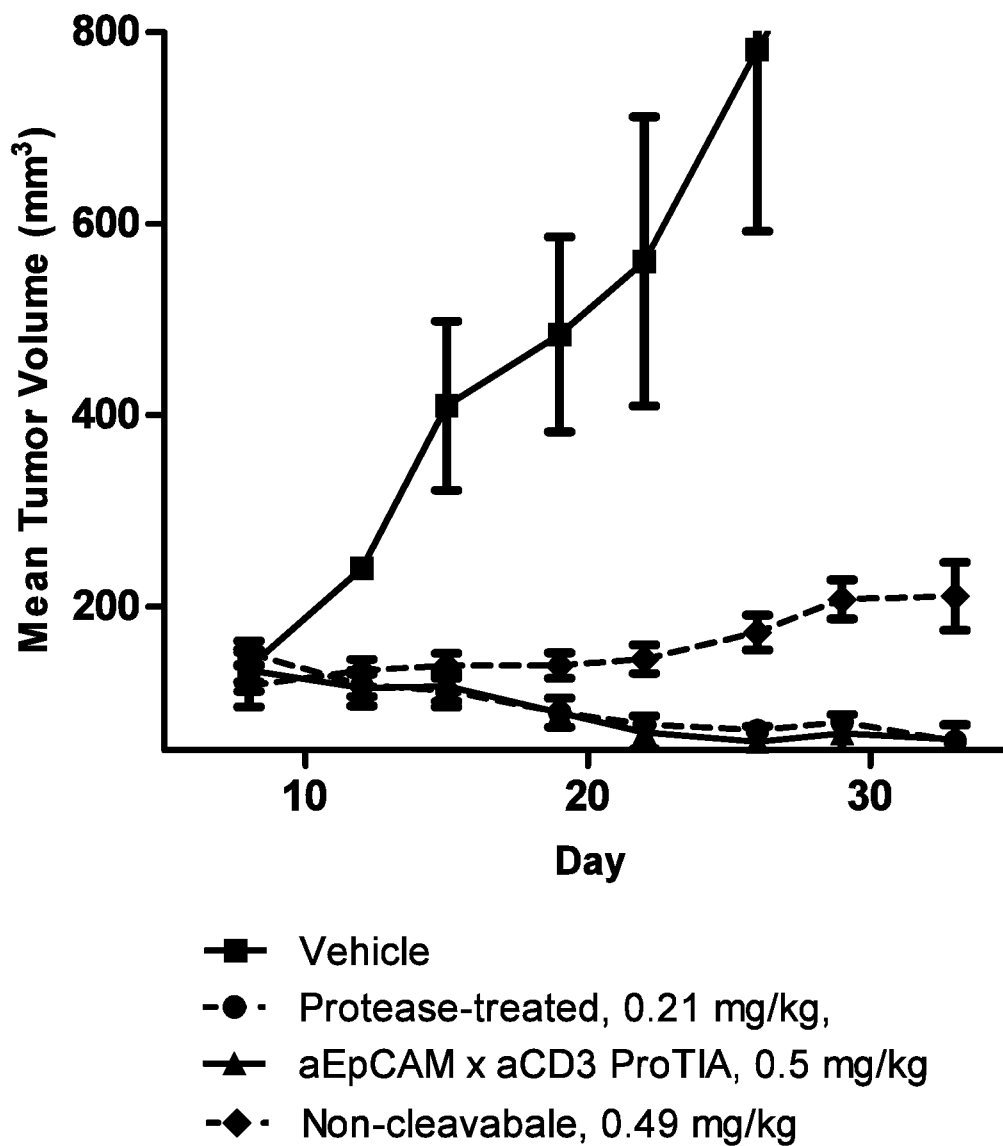 800
600
400
200
Mean Tumor Volume (mm³)
10 20 30
Day
Vehicle
Protease-treated, 0.21 mg/kg,
aEpCAM x aCD3 ProTIA, 0.5 mg/kg
Non-cleavabale, 0.49 mg/kg